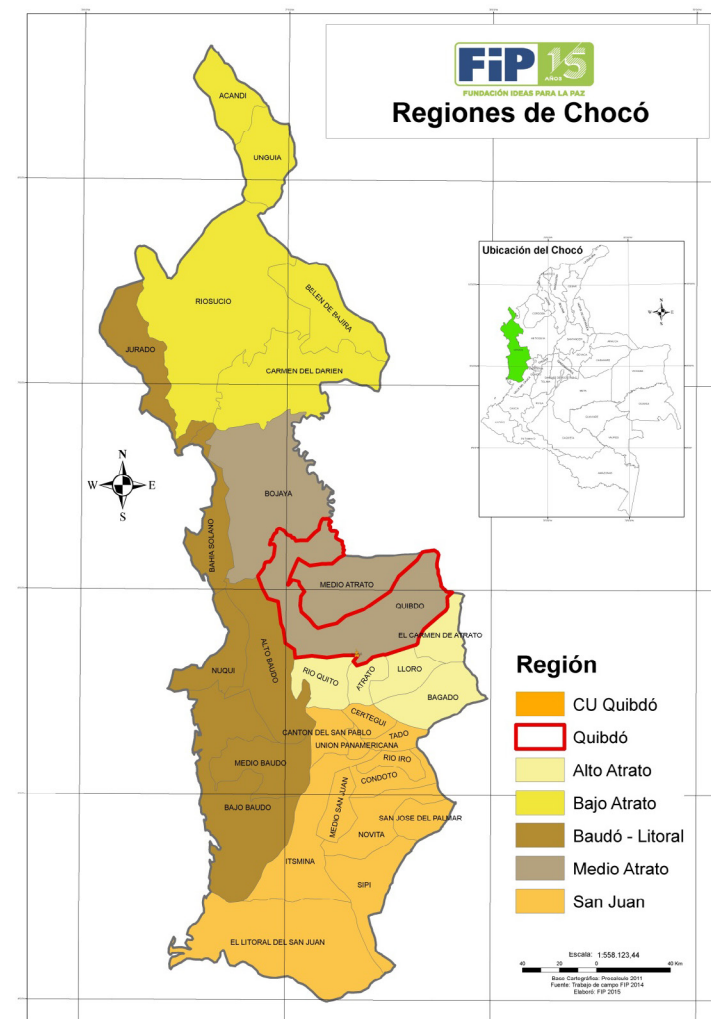 FiP 15
AÑOS
FUNDACIÓN IDEAS PARA LA PAZ
Regiones de Chocó
ACANDI
UNGUIA
Ubicación del Chocó
RIOSUCIO
BELEN DE BAJIRA
JURADO
CARMEN DEL DARIEN
N
W E
S
BOJAYA
BAHIA SOLANO
MEDIO ATRATO
QUIBDO
EL CARMEN DE ATRATO
ALTO BAUDO
NUQUI
RIO QUITO
ATRATO
LLORO
BAGADO
CERTEGUI
CANTON DEL SAN PABLO
TADO
UNION PANAMERICANA
RIO IRO
MEDIO BAUDO
CONDOTO
MEDIO SAN JUAN
BAJO BAUDO
SAN JOSE DEL PALMAR
NOVITA
ITSMINA
SIPI
EL LITORAL DEL SAN JUAN
Región
CU Quibdó
Quibdó
Alto Atrato
Bajo Atrato
Baudó - Litoral
Medio Atrato
San Juan
Escala: 1:558.123,44
40 20 0 40 Km
Base Cartográfica: Procalculo 2011
Fuente: Trabajo de campo FIP 2014
Elaboró: FIP 2015